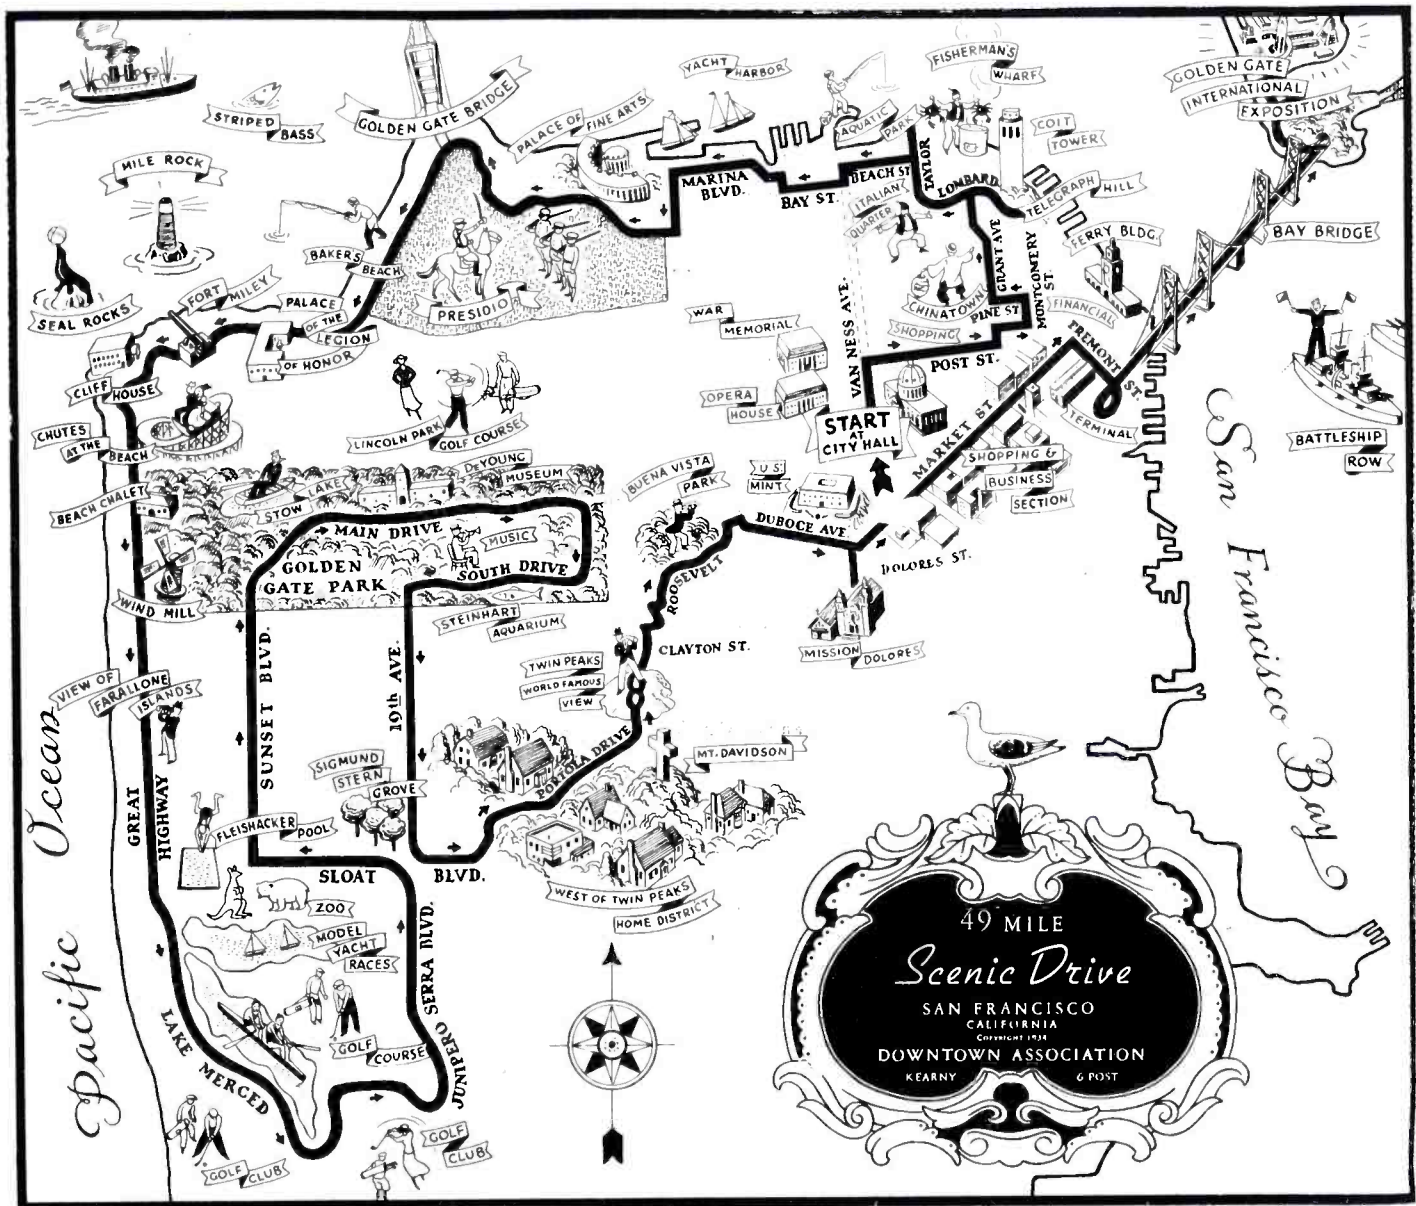 STRIPED
BASS
GOLDEN GATE BRIDGE
PALACE OF
FINE ARTS
YACHT
HARBOR
FISHERMAN'S
WHARF
AQUATIC
PARK
COIT
TOWER
GOLDEN GATE
INTERNATIONAL
EXPOSITION
MILE ROCK
BAKERS
BEACH
PRESIDIO
MARINA
BLVD.
BAY ST.
BEACH ST
TAYLOR
LOMBARD
TELEGRAPH
HILL
ITALIAN
QUARTER
FERRY BLDG.
BAY BRIDGE
SEAL ROCKS
FORT
MILEY
PALACE
OF THE
LEGION
OF HONOR
CHINATOWN
GRANT AVE
MONTGOMERY
ST.
PINE ST
FINANCIAL
SHOPPING
POST ST.
VAN NESS AVE.
WAR
MEMORIAL
OPERA
HOUSE
FREMONT
ST.
TERMINAL
BATTLESHIP
ROW
CLIFF
HOUSE
CHUTES
AT THE
BEACH
LINCOLN PARK
GOLF COURSE
START
AT
CITY HALL
MARKET ST
SHOPPING &
BUSINESS
SECTION
BEACH CHALET
STOW
LAKE
DeYOUNG
MUSEUM
BUENA VISTA
PARK
U.S.
MINT
DUBOCE AVE.
DOLORES ST.
MAIN DRIVE
MUSIC
GOLDEN
GATE PARK
SOUTH DRIVE
WIND MILL
STEINHART
AQUARIUM
ROOSEVELT
CLAYTON ST.
MISSION
DOLORES
TWIN PEAKS
WORLD FAMOUS
VIEW
VIEW OF
FARALLONE
ISLANDS
SUNSET BLVD.
19th AVE.
SIGMUND
STERN
GROVE
PORTOLA DRIVE
MT. DAVIDSON
GREAT
HIGHWAY
FLEISHACKER
POOL
SLOAT
BLVD.
WEST OF TWIN PEAKS
HOME DISTRICT
ZOO
MODEL
YACHT
RACES
GOLF
COURSE
JUNIPERO SERRA BLVD.
LAKE
MERCED
GOLF
CLUB
GOLF
CLUB
Pacific Ocean
San Francisco Bay
49 MILE
Scenic Drive
SAN FRANCISCO
CALIFORNIA
COPYRIGHT 1938
DOWNTOWN ASSOCIATION
KEARNY & POST